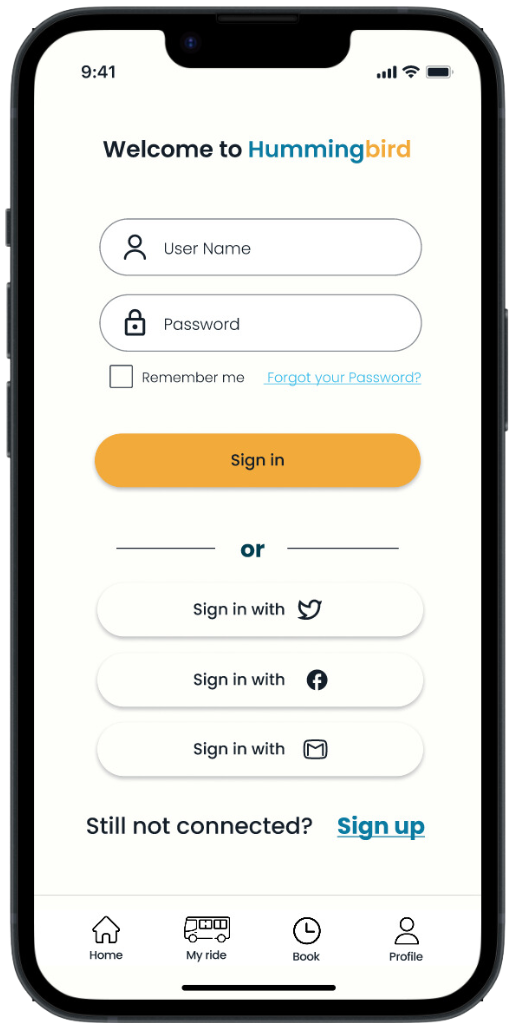 9:41
Welcome to Hummingbird
User Name
Password
Remember me Forgot your Password?
Sign in
or
Sign in with
Sign in with
Sign in with
Still not connected? Sign up
Home My ride Book Profile